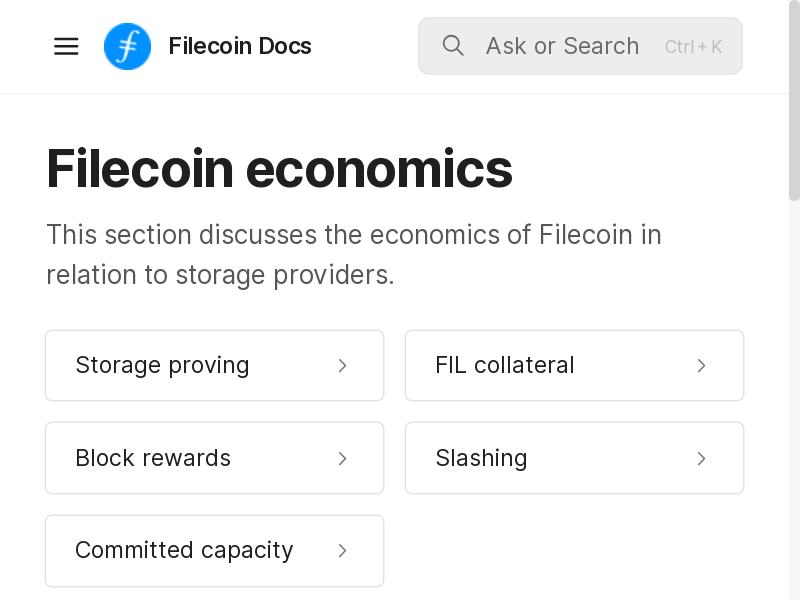 Filecoin Docs
Ask or Search Ctrl + K
Filecoin economics
This section discusses the economics of Filecoin in
relation to storage providers.
Storage proving
FIL collateral
Block rewards
Slashing
Committed capacity